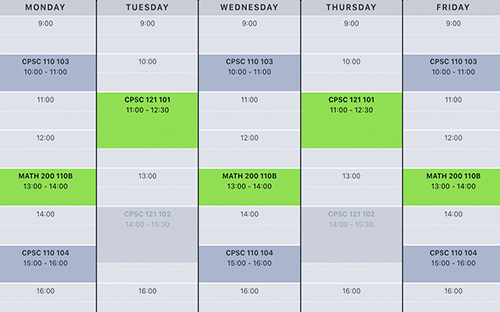 MONDAY
9:00
CPSC 110 103
10:00 - 11:00
11:00
12:00
MATH 200 110B
13:00 - 14:00
14:00
CPSC 110 104
15:00 - 16:00
16:00
TUESDAY
9:00
10:00
CPSC 121 101
11:00 - 12:30
13:00
CPSC 121 102
14:00 - 15:30
16:00
WEDNESDAY
9:00
CPSC 110 103
10:00 - 11:00
11:00
12:00
MATH 200 110B
13:00 - 14:00
14:00
CPSC 110 104
15:00 - 16:00
16:00
THURSDAY
9:00
10:00
CPSC 121 101
11:00 - 12:30
13:00
CPSC 121 102
14:00 - 15:30
16:00
FRIDAY
9:00
CPSC 110 103
10:00 - 11:00
11:00
12:00
MATH 200 110B
13:00 - 14:00
14:00
CPSC 110 104
15:00 - 16:00
16:00